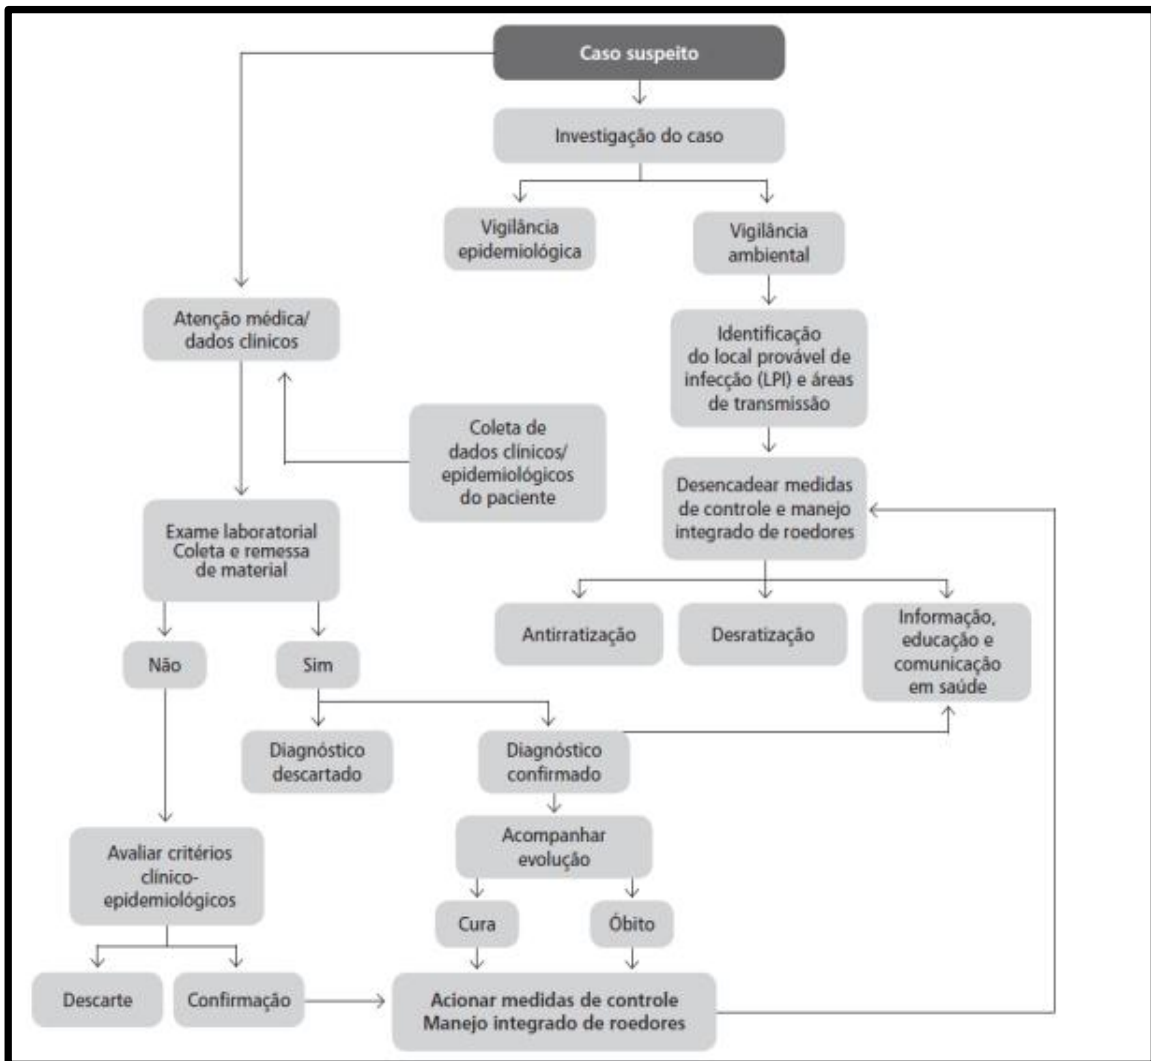 Caso suspeito
Investigação do caso
Vigilância
epidemiológica
Vigilância
ambiental
Atenção médica/
dados clínicos
Identificação
do local provável de
infecção (LPI) e áreas
de transmissão
Coleta de
dados clínicos/
epidemiológicos
do paciente
Desencadear medidas
de controle e manejo
integrado de roedores
Exame laboratorial
Coleta e remessa
de material
Antirratização
Desratização
Informação,
educação e
comunicação
em saúde
Não
Sim
Diagnóstico
descartado
Diagnóstico
confirmado
Avaliar critérios
clínico-
epidemiológicos
Acompanhar
evolução
Cura
Óbito
Descarte
Confirmação
Acionar medidas de controle
Manejo integrado de roedores